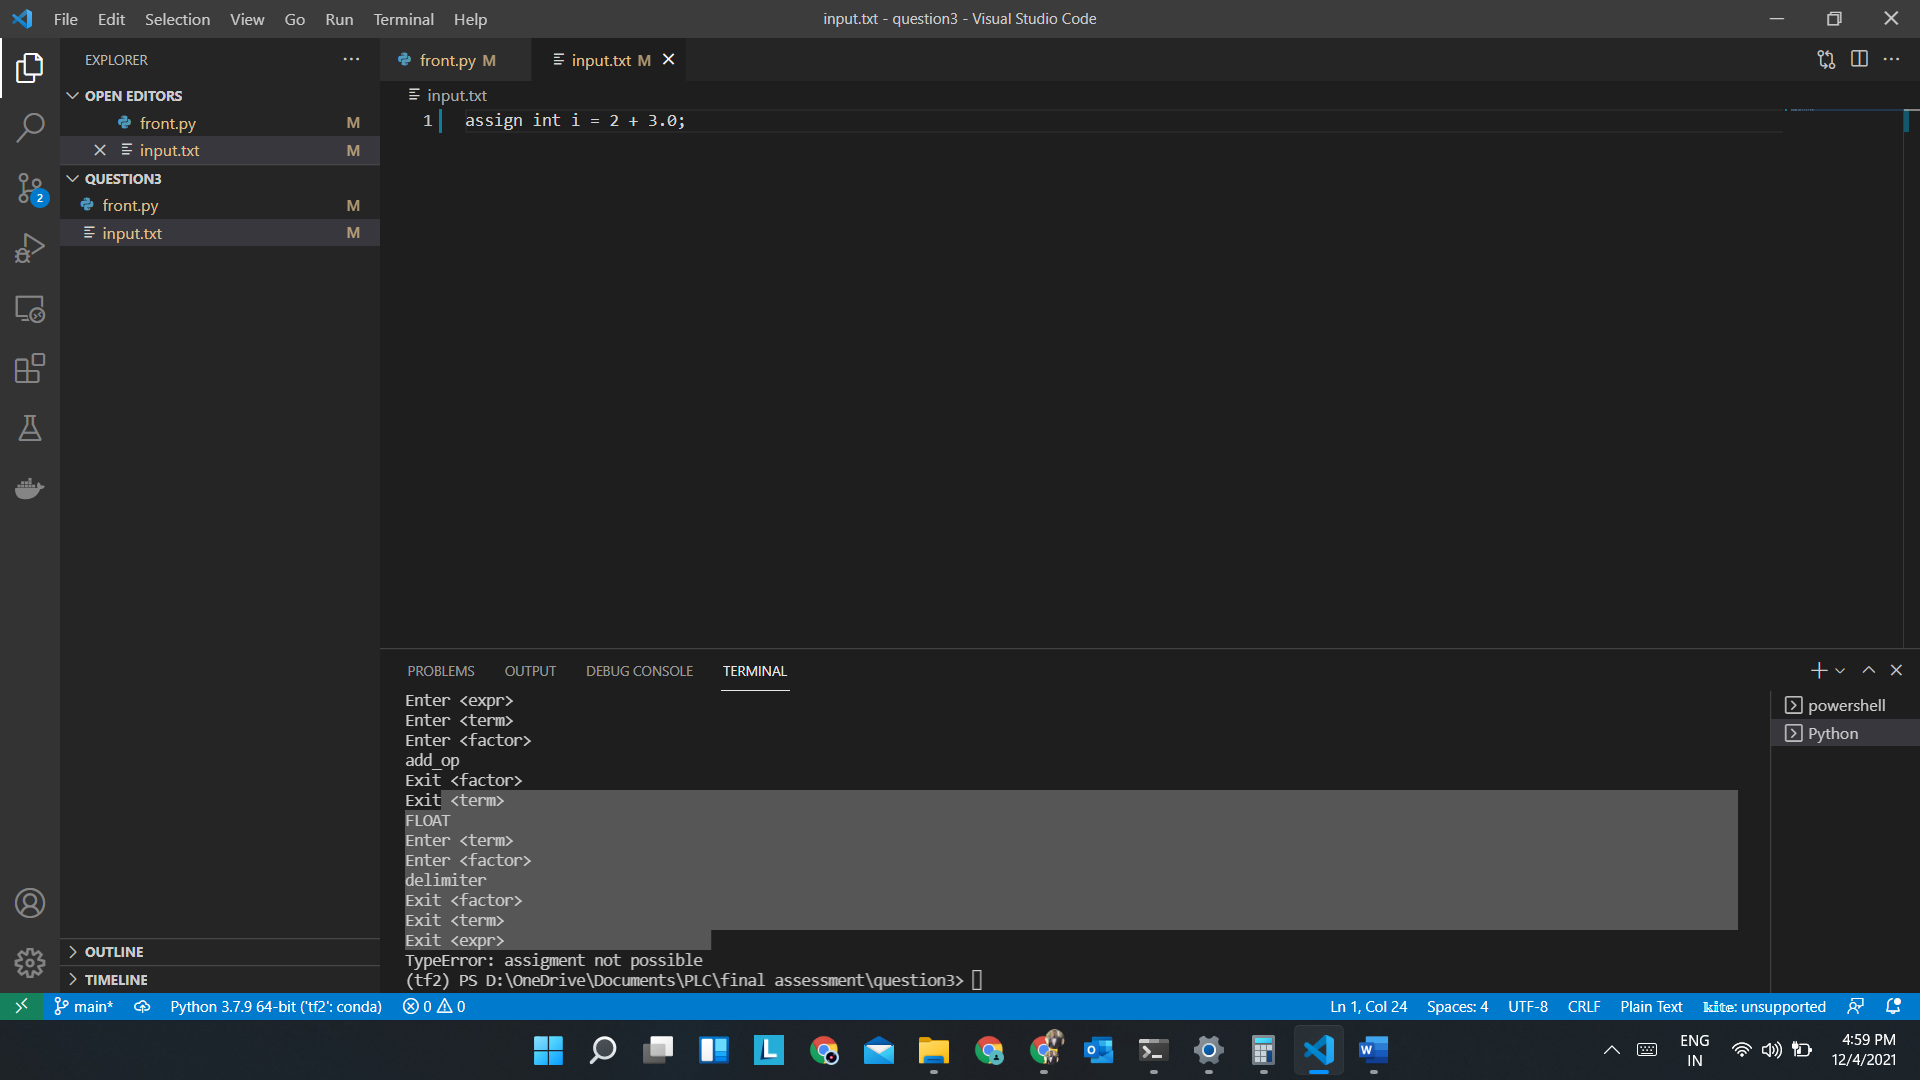 File Edit Selection View Go Run Terminal Help
input.txt - question3 - Visual Studio Code
EXPLORER
OPEN EDITORS
front.py M
input.txt M
QUESTION3
front.py M
input.txt M
2
OUTLINE
TIMELINE
front.py M
input.txt M
input.txt
1 assign int i = 2 + 3.0;
PROBLEMS OUTPUT DEBUG CONSOLE TERMINAL
Enter <expr>
Enter <term>
Enter <factor>
add_op
Exit <factor>
Exit <term>
FLOAT
Enter <term>
Enter <factor>
delimiter
Exit <factor>
Exit <term>
Exit <expr>
TypeError: assigment not possible
(tf2) PS D:\OneDrive\Documents\PLC\final assessment\question3>
powershell
Python
main* Python 3.7.9 64-bit ('tf2': conda) 0 0
Ln 1, Col 24 Spaces: 4 UTF-8 CRLF Plain Text kite: unsupported
L
W
ENG
IN
4:59 PM
12/4/2021